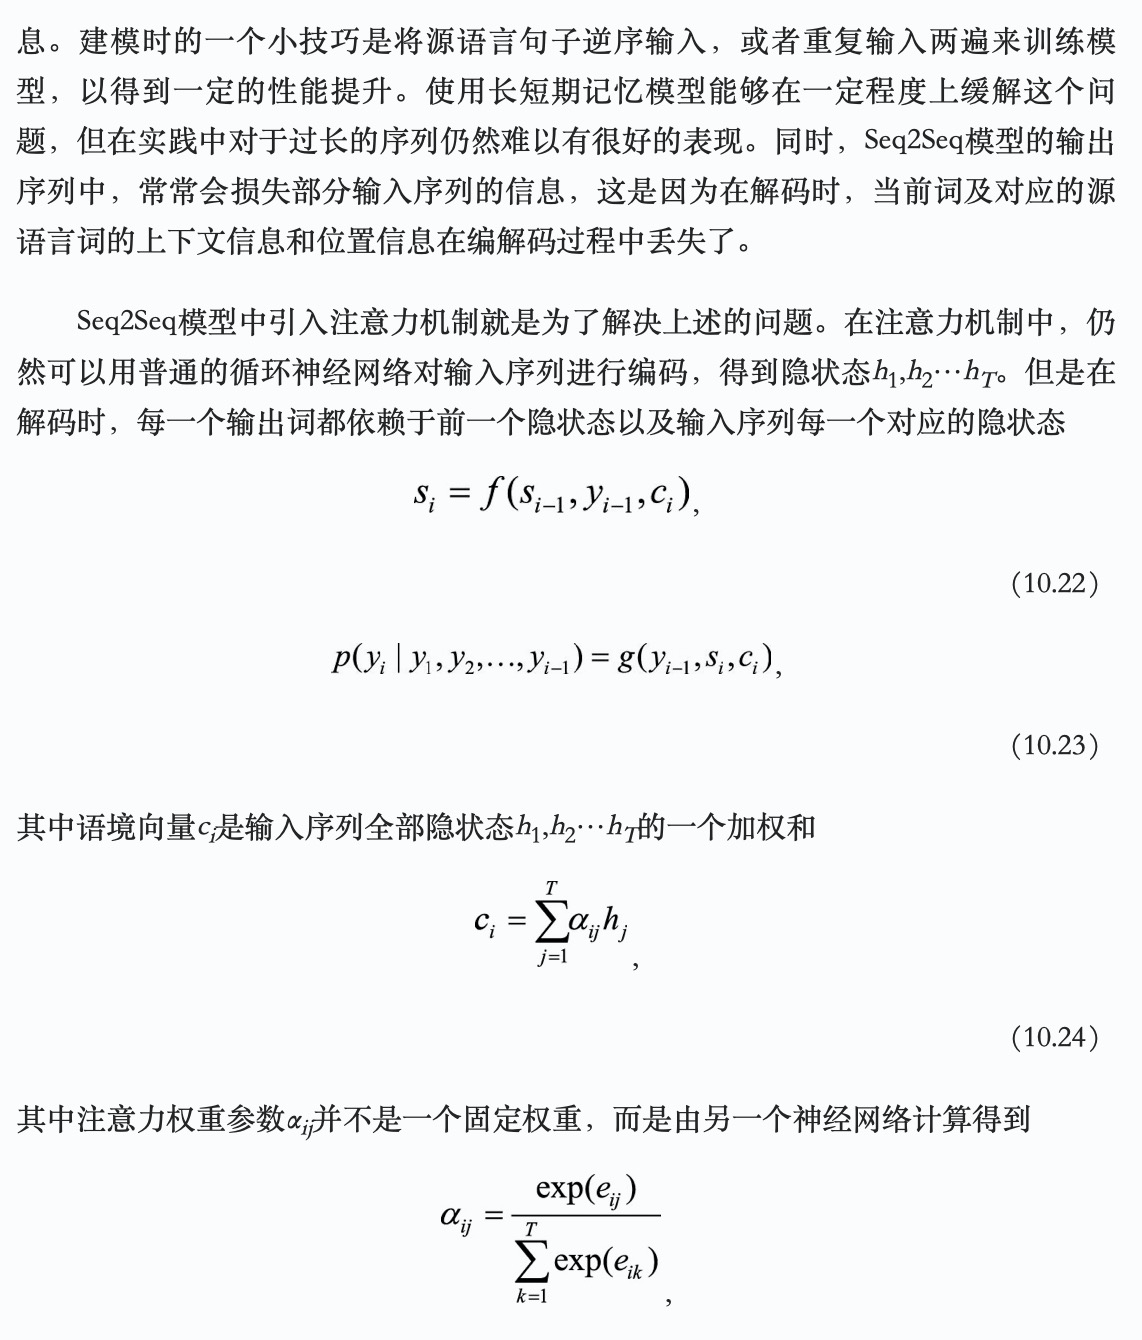 息。建模时的一个小技巧是将源语言句子逆序输入，或者重复输入两遍来训练模
型，以得到一定的性能提升。使用长短期记忆模型能够在一定程度上缓解这个问
题，但在实践中对于过长的序列仍然难以有很好的表现。同时，Seq2Seq模型的输出
序列中，常常会损失部分输入序列的信息，这是因为在解码时，当前词及对应的源
语言词的上下文信息和位置信息在编解码过程中丢失了。
Seq2Seq模型中引入注意力机制就是为了解决上述的问题。在注意力机制中，仍
然可以用普通的循环神经网络对输入序列进行编码，得到隐状态h₁,h₂⋯h_T。但是在
解码时，每一个输出词都依赖于前一个隐状态以及输入序列每一个对应的隐状态
s_i = f(s_{i−1}, y_{i−1}, c_i),
（10.22）
p(y_i | y₁, y₂,…, y_{i−1}) = g(y_{i−1}, s_i, c_i),
（10.23）
其中语境向量c_i是输入序列全部隐状态h₁,h₂⋯h_T的一个加权和
c_i = ∑_{j=1}^{T} α_{ij} h_j ,
（10.24）
其中注意力权重参数α_{ij}并不是一个固定权重，而是由另一个神经网络计算得到
α_{ij} = exp(e_{ij}) / ∑_{k=1}^{T} exp(e_{ik}) ,